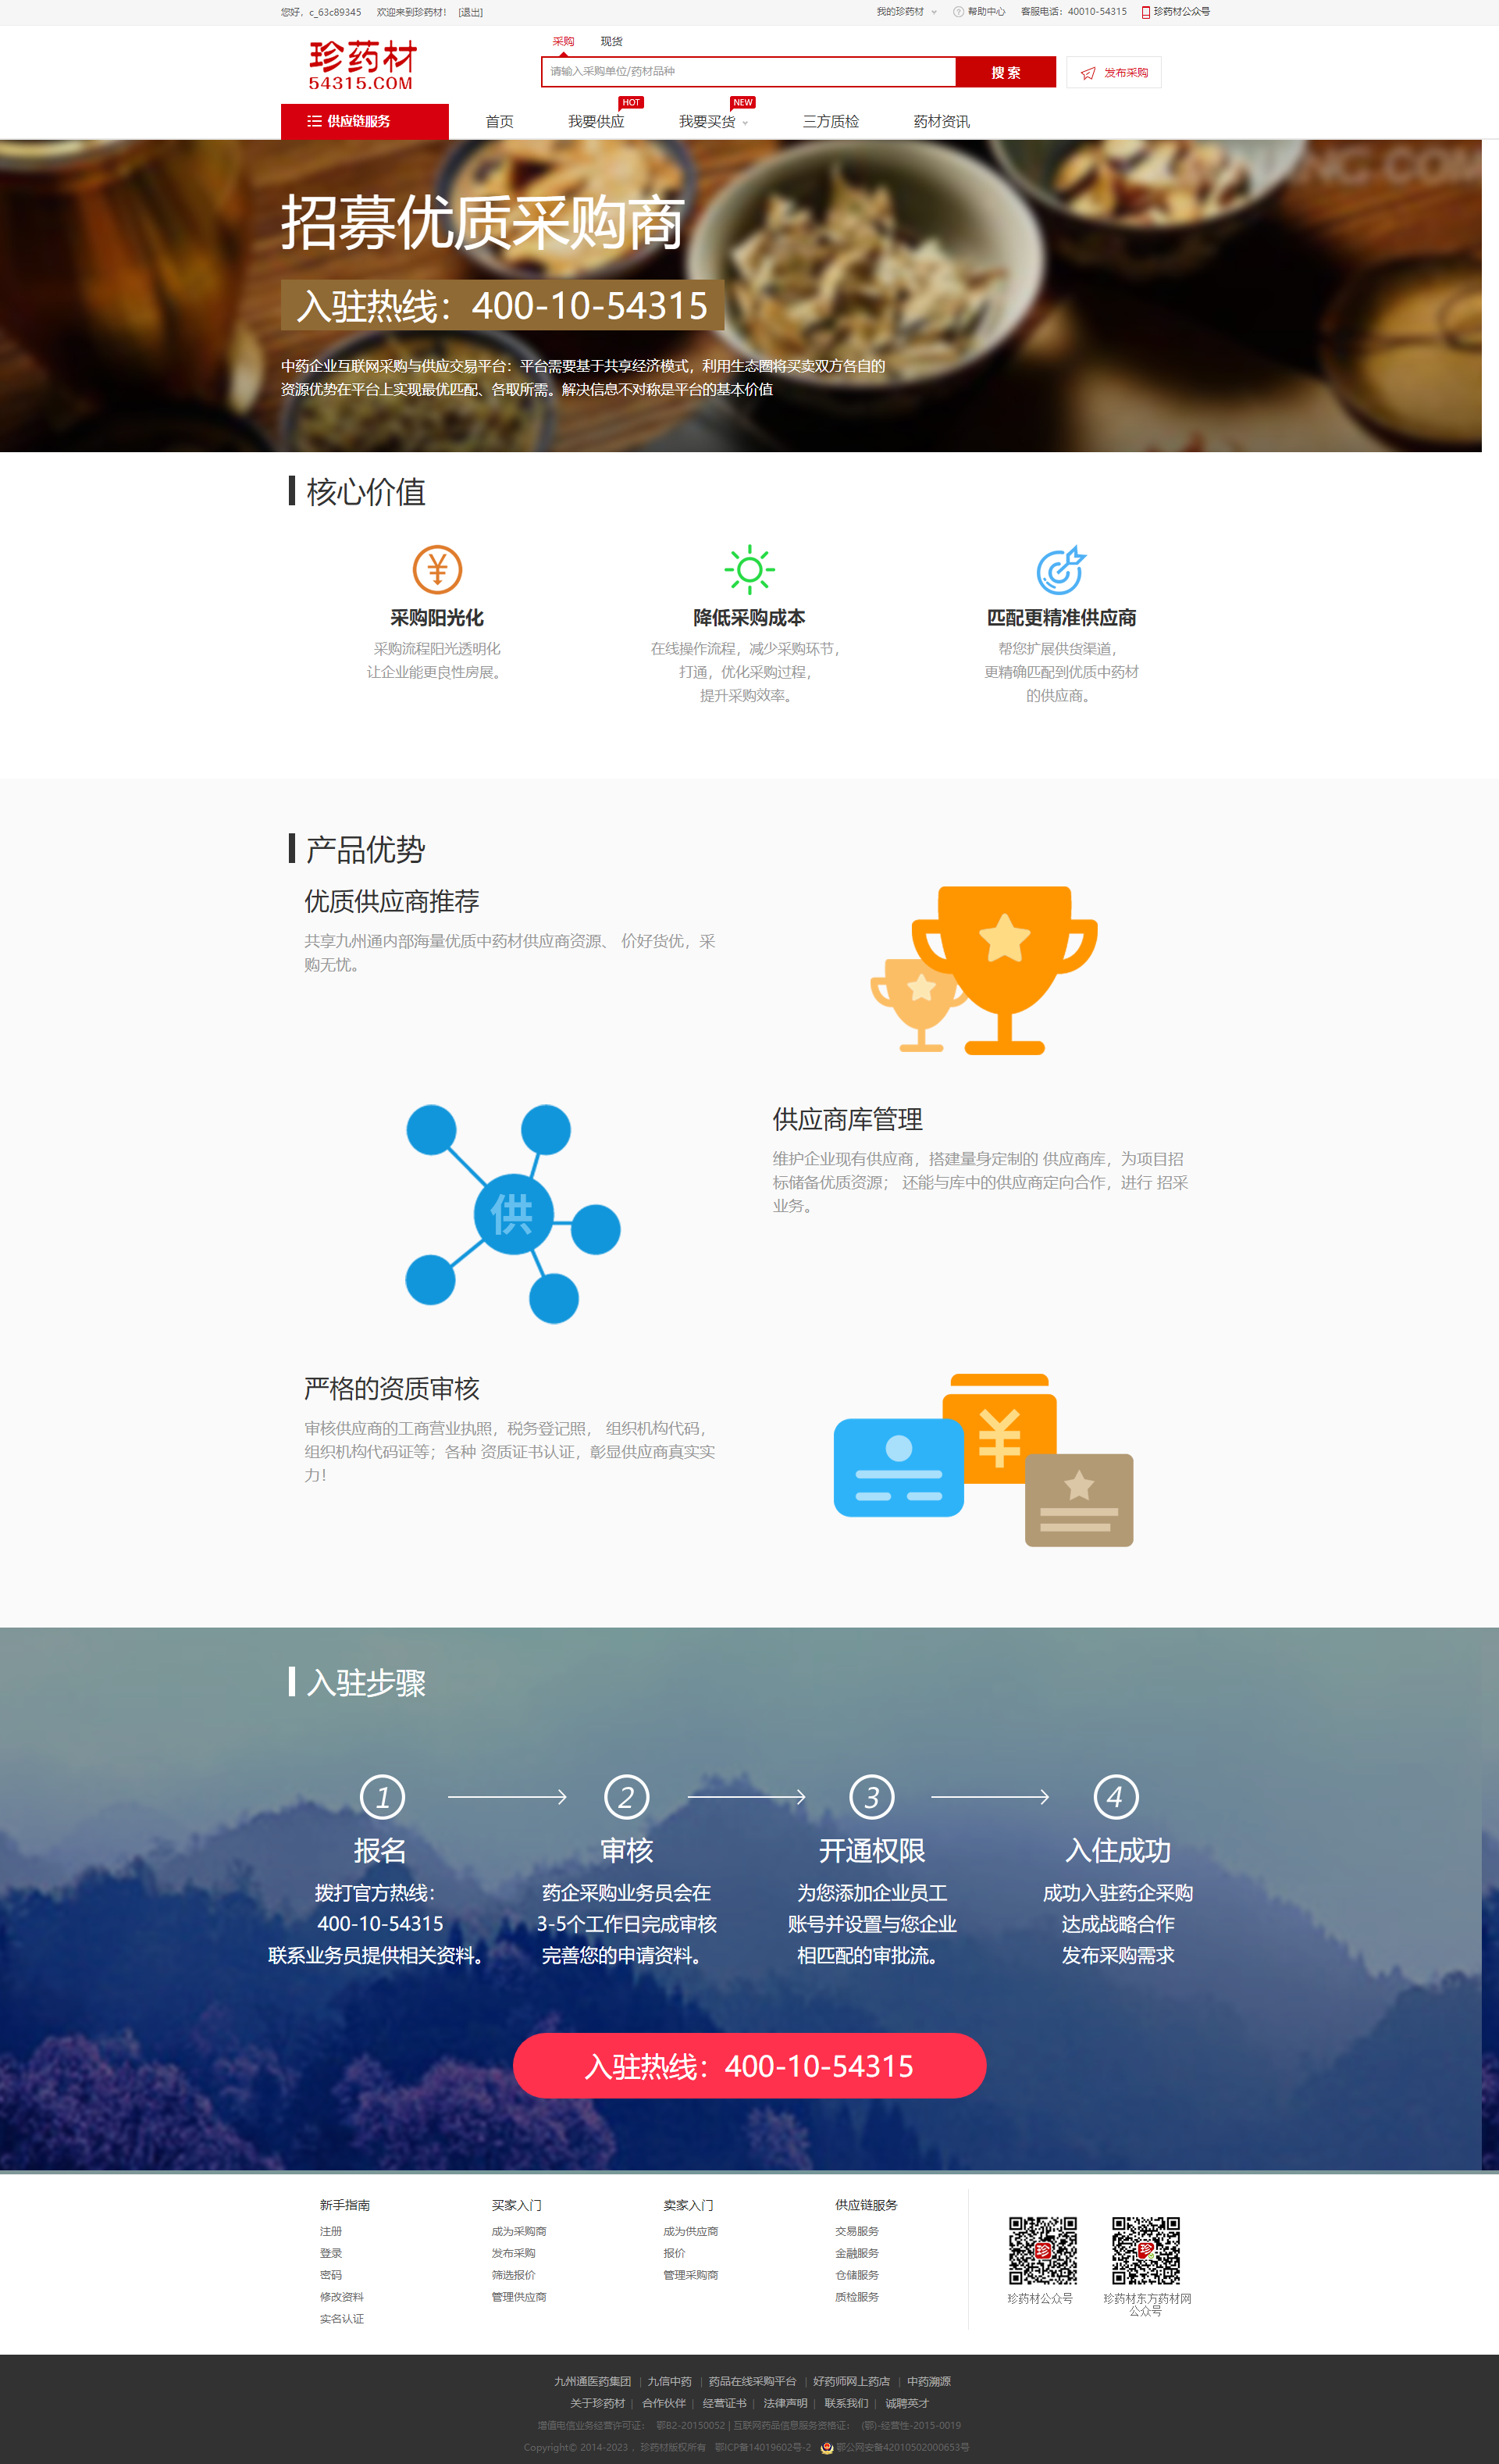 您好，c_63c89345 欢迎来到珍药材！ [退出]
我的珍药材 帮助中心 客服电话：40010-54315 珍药材公众号
珍药材
54315.COM
采购 现货
请输入采购单位/药材品种
搜 索
发布采购
供应链服务
首页
我要供应
HOT
我要买货
NEW
三方质检
药材资讯
招募优质采购商
入驻热线：400-10-54315
中药企业互联网采购与供应交易平台：平台需要基于共享经济模式，利用生态圈将买卖双方各自的
资源优势在平台上实现最优匹配、各取所需。解决信息不对称是平台的基本价值
核心价值
采购阳光化
采购流程阳光透明化
让企业能更良性房展。
降低采购成本
在线操作流程，减少采购环节，
打通，优化采购过程，
提升采购效率。
匹配更精准供应商
帮您扩展供货渠道，
更精确匹配到优质中药材
的供应商。
产品优势
优质供应商推荐
共享九州通内部海量优质中药材供应商资源、 价好货优，采
购无忧。
供
供应商库管理
维护企业现有供应商，搭建量身定制的 供应商库，为项目招
标储备优质资源； 还能与库中的供应商定向合作，进行 招采
业务。
严格的资质审核
审核供应商的工商营业执照，税务登记照， 组织机构代码，
组织机构代码证等；各种 资质证书认证，彰显供应商真实实
力！
入驻步骤
1
报名
拨打官方热线：
400-10-54315
联系业务员提供相关资料。
2
审核
药企采购业务员会在
3-5个工作日完成审核
完善您的申请资料。
3
开通权限
为您添加企业员工
账号并设置与您企业
相匹配的审批流。
4
入住成功
成功入驻药企采购
达成战略合作
发布采购需求
入驻热线：400-10-54315
新手指南
注册
登录
密码
修改资料
实名认证
买家入门
成为采购商
发布采购
筛选报价
管理供应商
卖家入门
成为供应商
报价
管理采购商
供应链服务
交易服务
金融服务
仓储服务
质检服务
珍药材公众号
珍药材东方药材网
公众号
九州通医药集团 | 九信中药 | 药品在线采购平台 | 好药师网上药店 | 中药溯源
关于珍药材 | 合作伙伴 | 经营证书 | 法律声明 | 联系我们 | 诚聘英才
增值电信业务经营许可证： 鄂B2-20150052 | 互联网药品信息服务资格证： (鄂)-经营性-2015-0019
Copyright© 2014-2023 ，珍药材版权所有 鄂ICP备14019602号-2 鄂公网安备42010502000653号